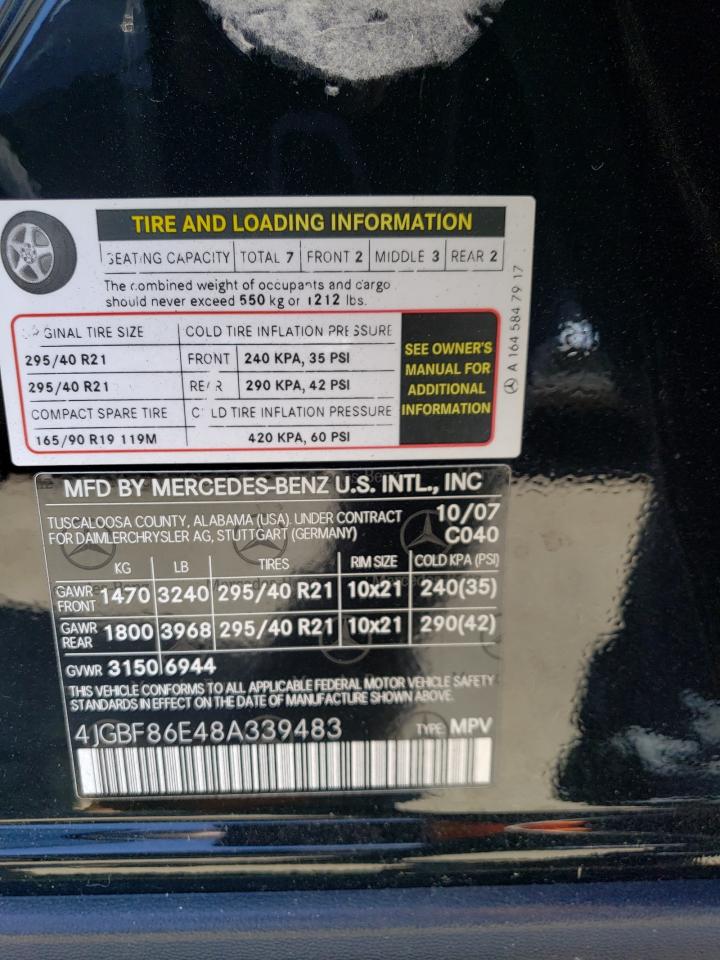 TIRE AND LOADING INFORMATION
SEATING CAPACITY TOTAL 7 FRONT 2 MIDDLE 3 REAR 2
The combined weight of occupants and cargo
should never exceed 550 kg or 1212 lbs.
ORIGINAL TIRE SIZE COLD TIRE INFLATION PRESSURE
295/40 R21 FRONT 240 KPA, 35 PSI
295/40 R21 REAR 290 KPA, 42 PSI
COMPACT SPARE TIRE COLD TIRE INFLATION PRESSURE
165/90 R19 119M 420 KPA, 60 PSI
SEE OWNER'S
MANUAL FOR
ADDITIONAL
INFORMATION
A 164 584 79 17
MFD BY MERCEDES-BENZ U.S. INTL., INC
TUSCALOOSA COUNTY, ALABAMA (USA). UNDER CONTRACT 10/07
FOR DAIMLERCHRYSLER AG, STUTTGART (GERMANY) C040
KG LB TIRES RIM SIZE COLD KPA (PSI)
GAWR FRONT 1470 3240 295/40 R21 10x21 240(35)
GAWR REAR 1800 3968 295/40 R21 10x21 290(42)
GVWR 3150 6944
THIS VEHICLE CONFORMS TO ALL APPLICABLE FEDERAL MOTOR VEHICLE SAFETY
STANDARDS IN EFFECT ON THE DATE OF MANUFACTURE SHOWN ABOVE.
4JGBF86E48A339483 TYPE: MPV